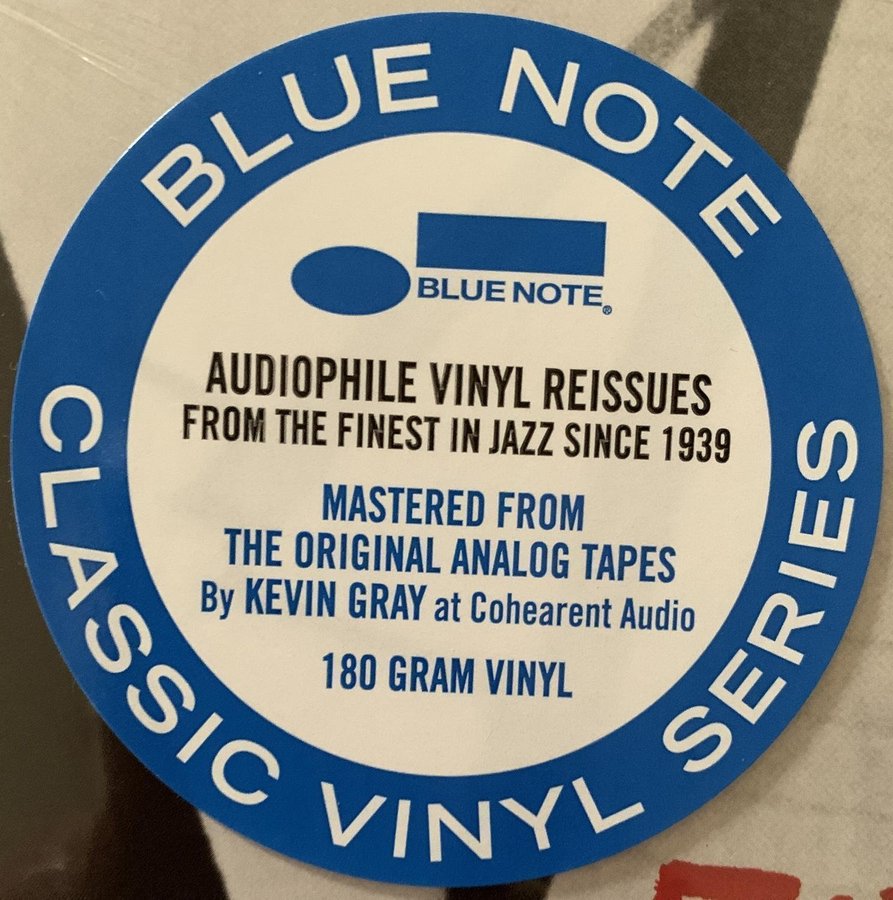 BLUE NOTE
BLUE NOTE®
AUDIOPHILE VINYL REISSUES
FROM THE FINEST IN JAZZ SINCE 1939
MASTERED FROM
THE ORIGINAL ANALOG TAPES
By KEVIN GRAY at Cohearent Audio
180 GRAM VINYL
CLASSIC VINYL SERIES